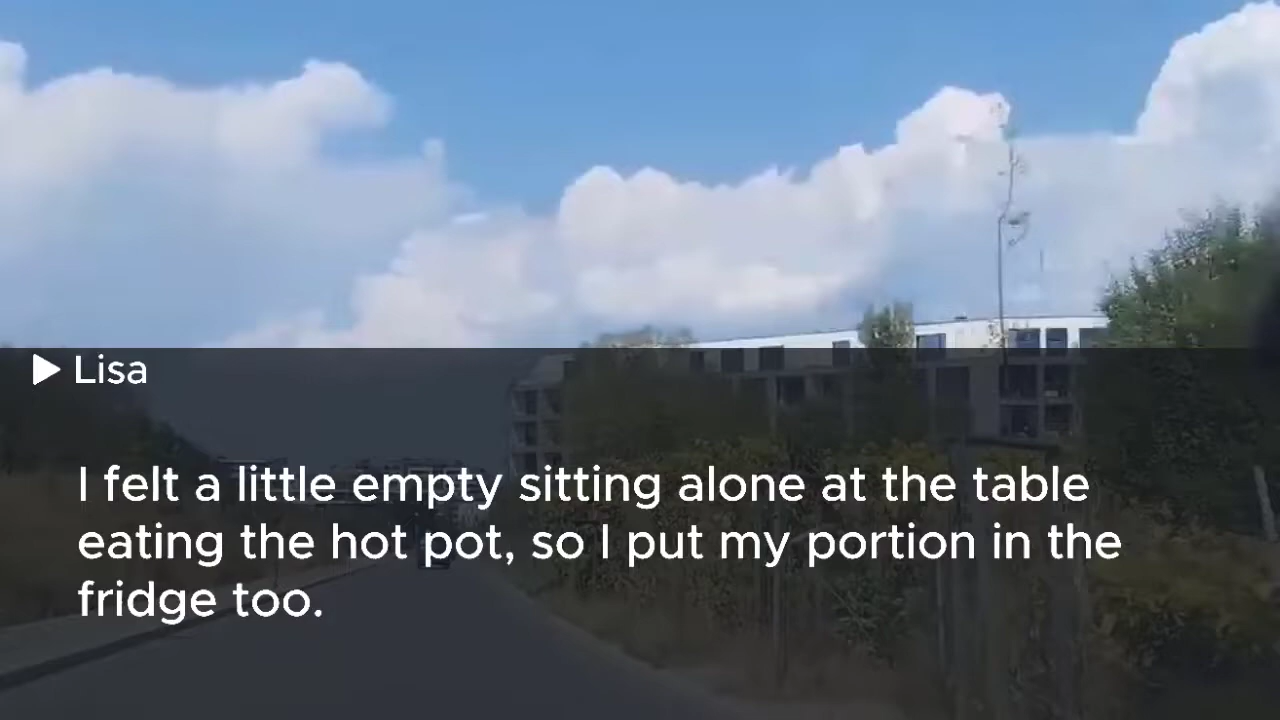 Lisa
I felt a little empty sitting alone at the table
eating the hot pot, so I put my portion in the
fridge too.